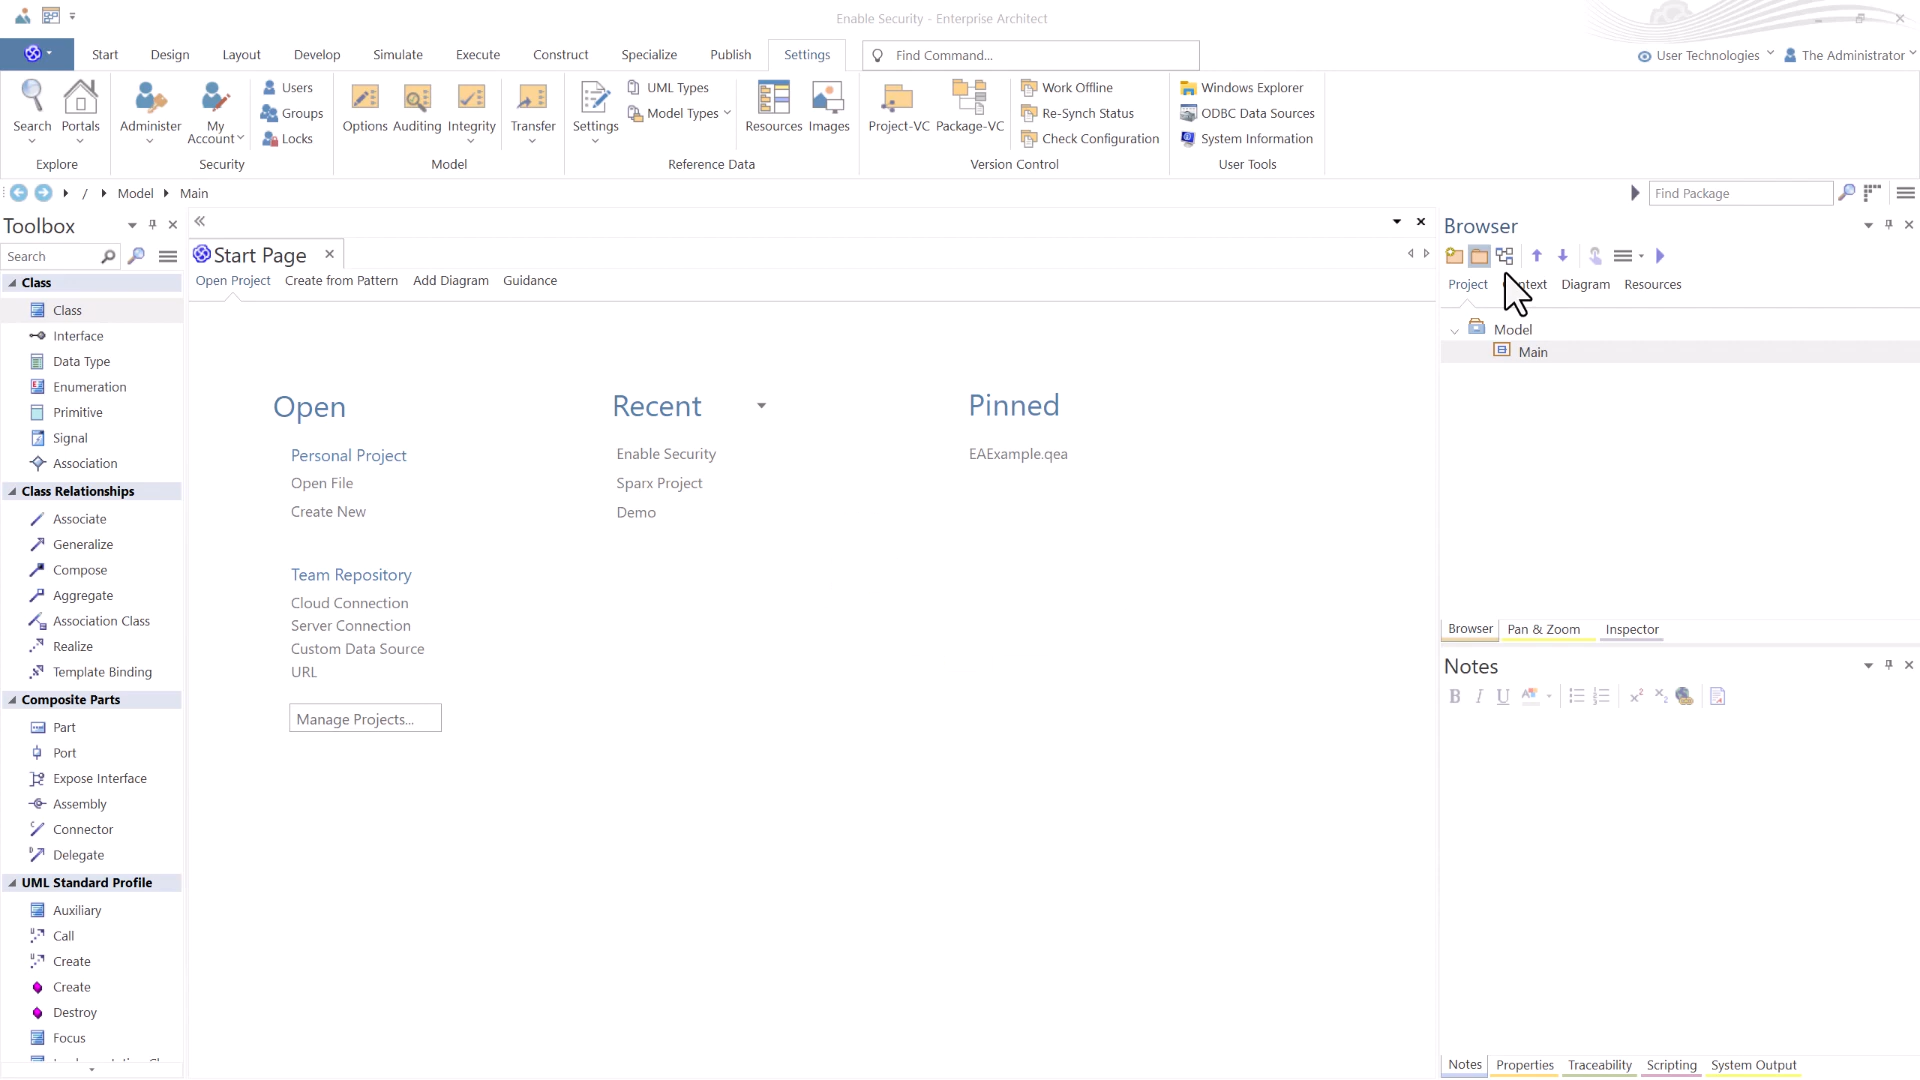 Enable Security - Enterprise Architect
Start Design Layout Develop Simulate Execute Construct Specialize Publish Settings Find Command... User Technologies The Administrator
Search Portals Administer My Account Users Groups Locks Options Auditing Integrity Transfer Settings UML Types Model Types Resources Images Project-VC Package-VC Work Offline Re-Synch Status Check Configuration Windows Explorer ODBC Data Sources System Information
Explore Security Model Reference Data Version Control User Tools
/ Model Main Find Package
Toolbox
Search
Class
Class
Interface
Data Type
Enumeration
Primitive
Signal
Association
Class Relationships
Associate
Generalize
Compose
Aggregate
Association Class
Realize
Template Binding
Composite Parts
Part
Port
Expose Interface
Assembly
Connector
Delegate
UML Standard Profile
Auxiliary
Call
Create
Create
Destroy
Focus
Start Page
Open Project Create from Pattern Add Diagram Guidance
Open
Personal Project
Open File
Create New
Team Repository
Cloud Connection
Server Connection
Custom Data Source
URL
Manage Projects...
Recent
Enable Security
Sparx Project
Demo
Pinned
EAExample.qea
Browser
Project Diagram Resources
Model
Main
Browser Pan & Zoom Inspector
Notes
B I U
Notes Properties Traceability Scripting System Output